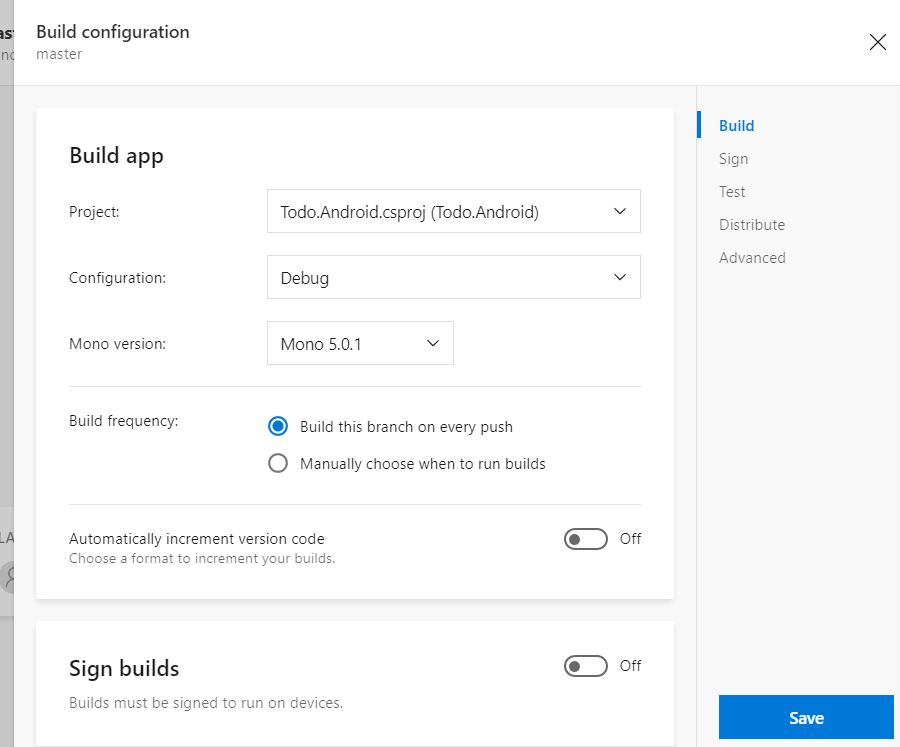 Build configuration
master
Build app
Project:
Todo.Android.csproj (Todo.Android)
Configuration:
Debug
Mono version:
Mono 5.0.1
Build frequency:
Build this branch on every push
Manually choose when to run builds
Automatically increment version code
Off
Choose a format to increment your builds.
Sign builds
Off
Builds must be signed to run on devices.
Build
Sign
Test
Distribute
Advanced
Save